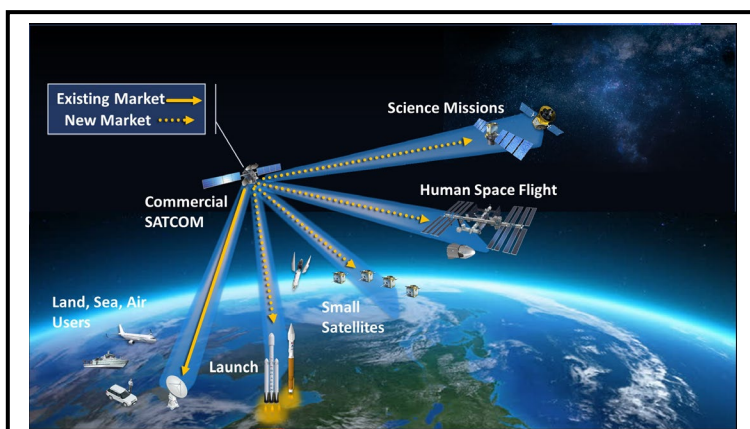 Existing Market
New Market
Science Missions
Commercial
SATCOM
Human Space Flight
Land, Sea, Air
Users
Small
Satellites
Launch